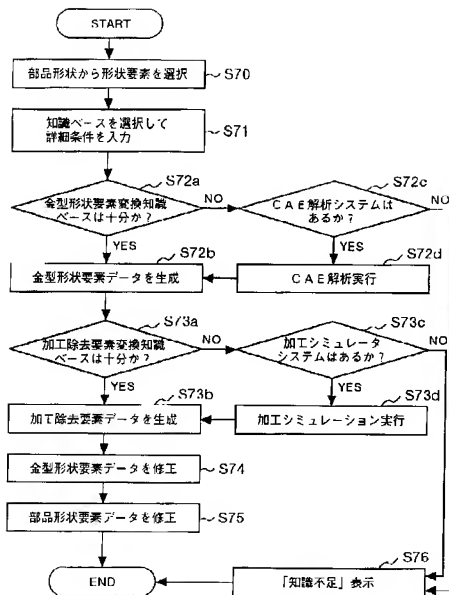 START
部品形状から形状要素を選択
S70
知識ベースを選択して
詳細条件を入力
S71
S72a
金型形状要素変換知識
ベースは十分か?
NO
S72c
CAE解析システムは
あるか?
NO
YES
YES
S72b
金型形状要素データを生成
S72d
CAE解析実行
S73a
加工除去要素変換知識
ベースは十分か?
NO
S73c
加工シミュレータ
システムはあるか?
NO
YES
YES
S73b
加工除去要素データを生成
S73d
加工シミュレーション実行
金型形状要素データを修正
S74
部品形状要素データを修正
S75
S76
END
「知識不足」表示